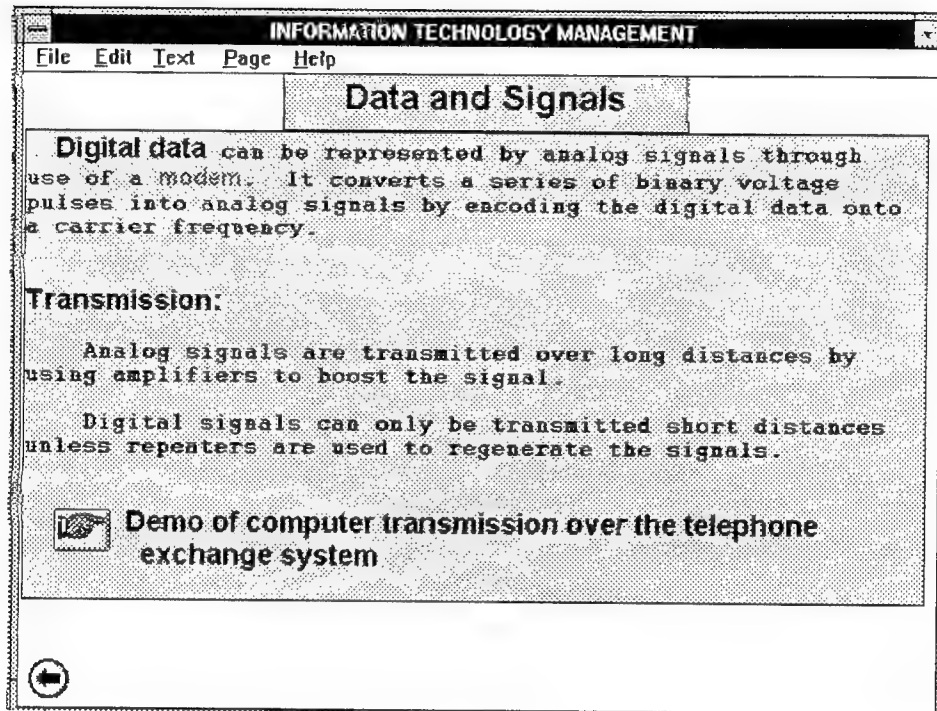 INFORMATION TECHNOLOGY MANAGEMENT
File Edit Text Page Help
Data and Signals
Digital data can be represented by analog signals through
use of a modem. It converts a series of binary voltage
pulses into analog signals by encoding the digital data onto
a carrier frequency.
Transmission:
Analog signals are transmitted over long distances by
using amplifiers to boost the signal.
Digital signals can only be transmitted short distances
unless repeaters are used to regenerate the signals.
Demo of computer transmission over the telephone
exchange system